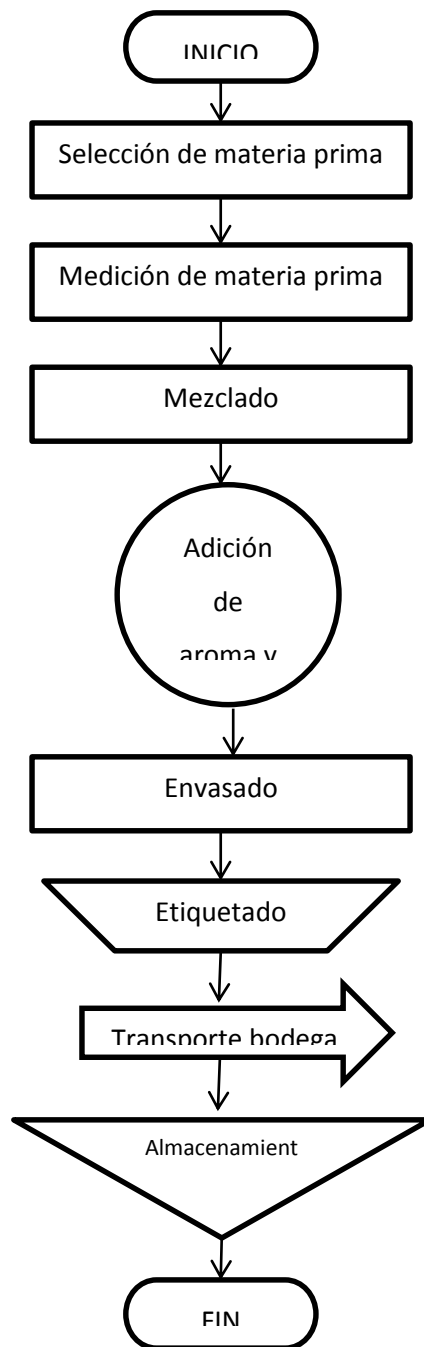 INICIO
Selección de materia prima
Medición de materia prima
Mezclado
Adición
de
aroma y
Envasado
Etiquetado
Transporte bodega
Almacenamient
FIN